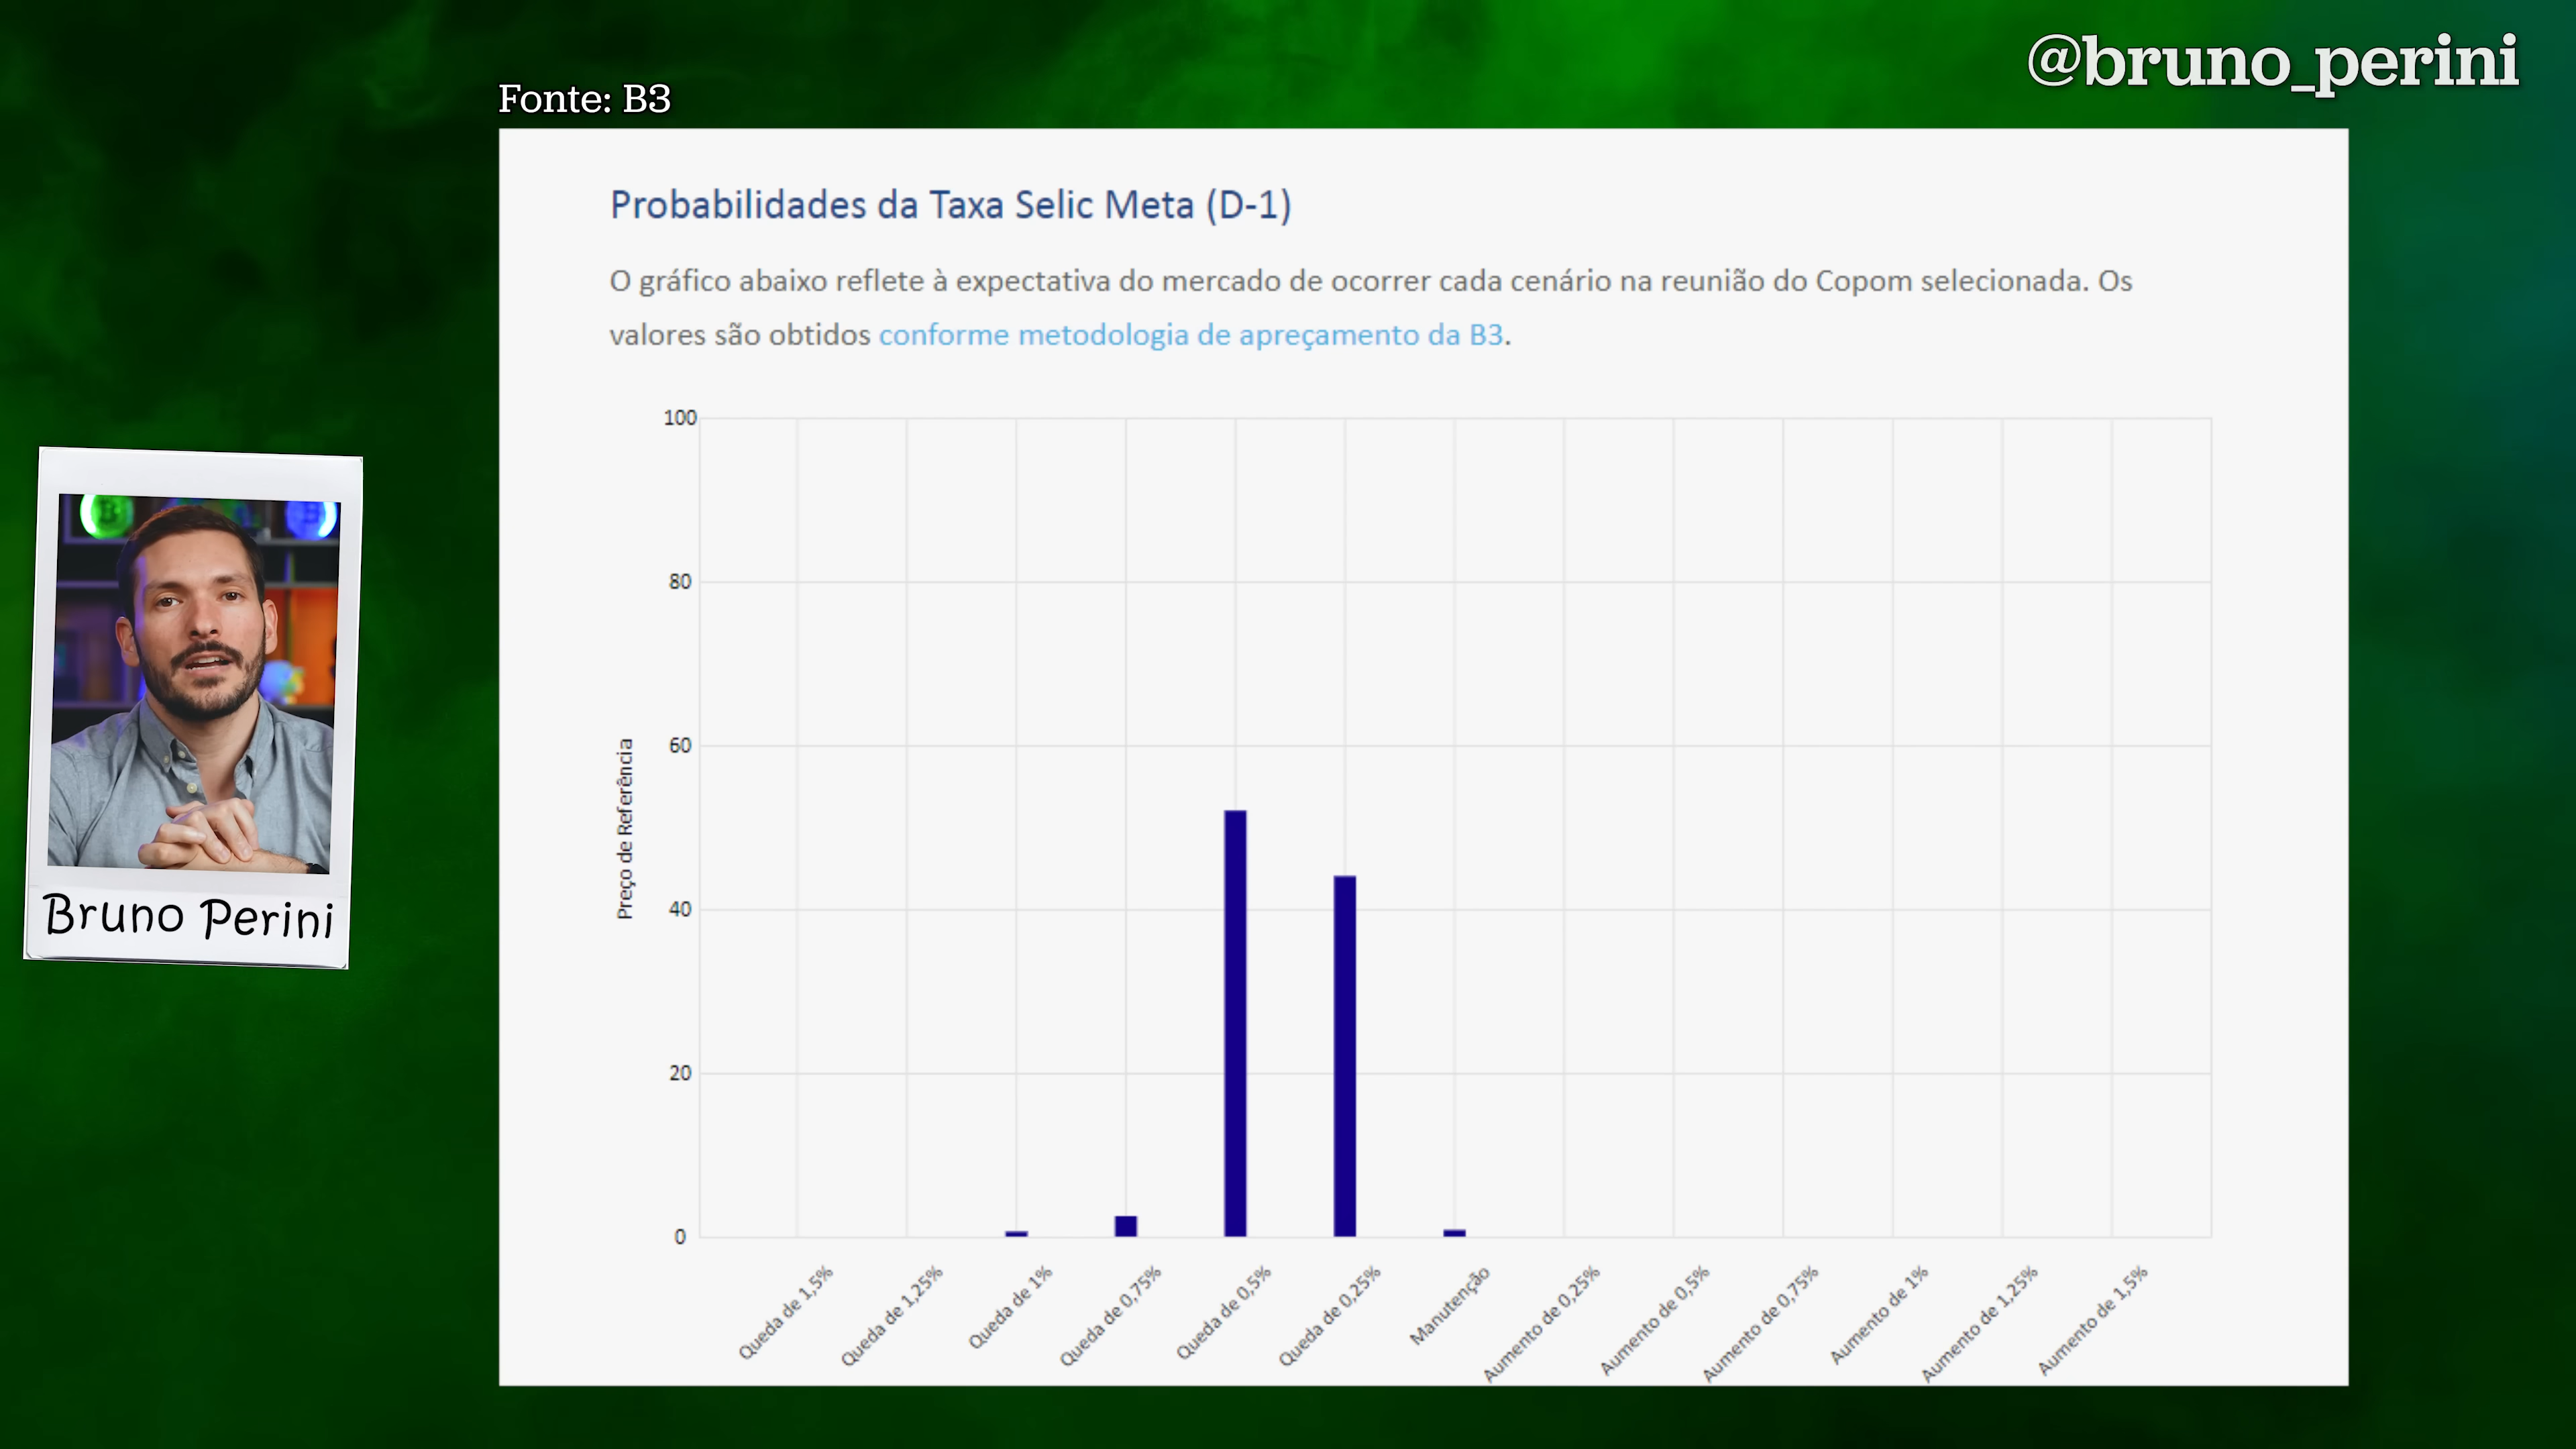 @bruno_perini
Fonte: B3
Probabilidades da Taxa Selic Meta (D-1)
O gráfico abaixo reflete à expectativa do mercado de ocorrer cada cenário na reunião do Copom selecionada. Os
valores são obtidos conforme metodologia de apreçamento da B3.
100
80
60
40
20
0
Preço de Referência
Queda de 1,5%
Queda de 1,25%
Queda de 1%
Queda de 0,75%
Queda de 0,5%
Queda de 0,25%
Manutenção
Aumento de 0,25%
Aumento de 0,5%
Aumento de 0,75%
Aumento de 1%
Aumento de 1,25%
Aumento de 1,5%
Bruno Perini